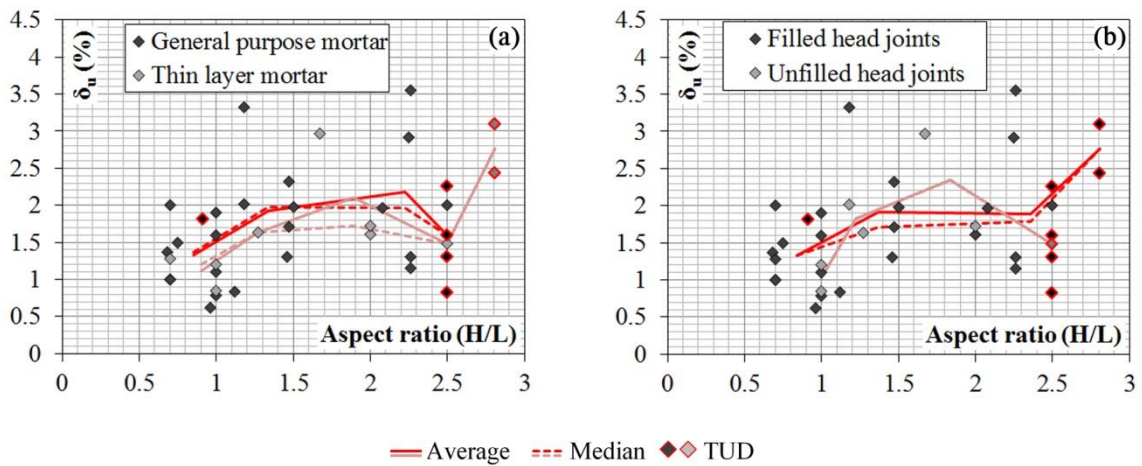 4.5
4
3.5
3
2.5
2
1.5
1
0.5
0
δu (%)
General purpose mortar
Thin layer mortar
(a)
Aspect ratio (H/L)
0 0.5 1 1.5 2 2.5 3
4.5
4
3.5
3
2.5
2
1.5
1
0.5
0
δu (%)
Filled head joints
Unfilled head joints
(b)
Aspect ratio (H/L)
0 0.5 1 1.5 2 2.5 3
Average Median TUD